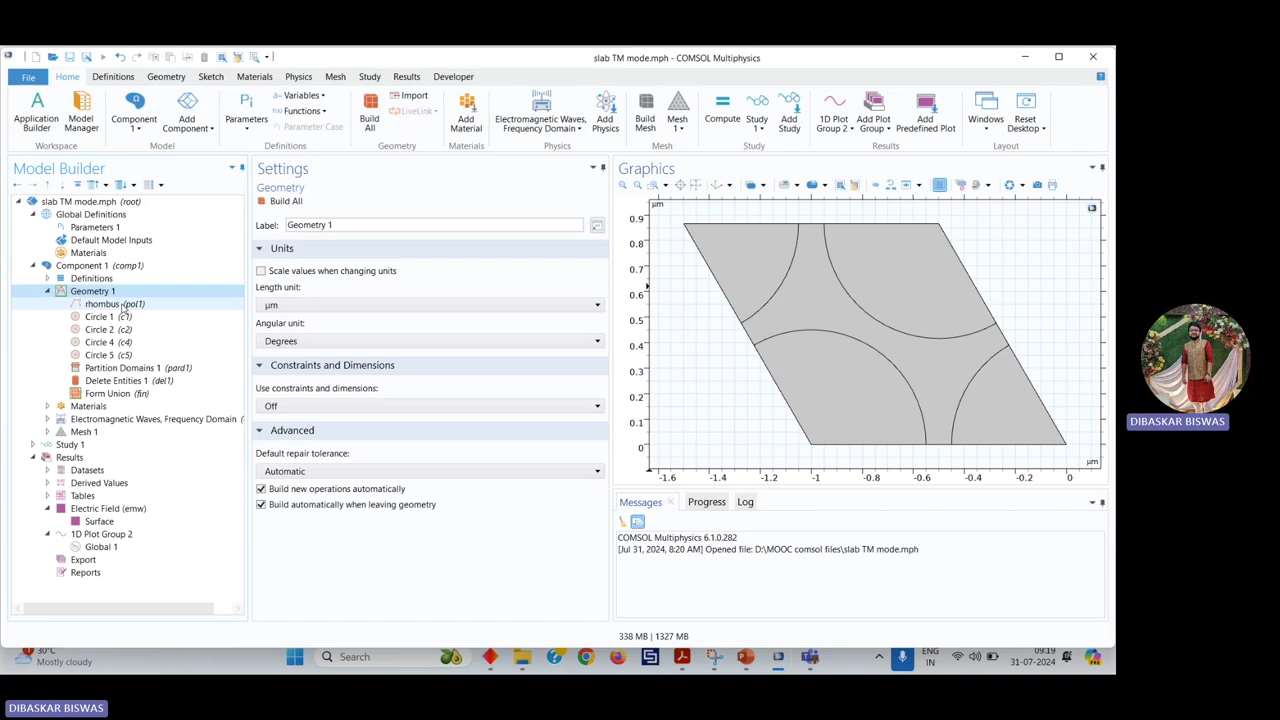 slab TM mode.mph - COMSOL Multiphysics
File Home Definitions Geometry Sketch Materials Physics Mesh Study Results Developer
Application Builder
Model Manager
Workspace
Component 1
Add Component
Model
Parameters
a= Variables
f(x) Functions
Pi Parameter Case
Definitions
Build All
Import
LiveLink
Geometry
Add Material
Materials
Electromagnetic Waves, Frequency Domain
Add Physics
Physics
Build Mesh
Mesh 1
Mesh
Compute
Study 1
Add Study
Study
1D Plot Group 2
Add Plot Group
Add Predefined Plot
Results
Windows
Reset Desktop
Layout
Model Builder
slab TM mode.mph (root)
Global Definitions
Parameters 1
Default Model Inputs
Materials
Component 1 (comp1)
Definitions
Geometry 1
rhombus (pol1)
Circle 1 (c1)
Circle 2 (c2)
Circle 4 (c4)
Circle 5 (c5)
Partition Domains 1 (pard1)
Delete Entities 1 (del1)
Form Union (fin)
Materials
Electromagnetic Waves, Frequency Domain (
Mesh 1
Study 1
Results
Datasets
Derived Values
Tables
Electric Field (emw)
Surface
1D Plot Group 2
Global 1
Export
Reports
Settings
Geometry
Build All
Label: Geometry 1
Units
Scale values when changing units
Length unit:
µm
Angular unit:
Degrees
Constraints and Dimensions
Use constraints and dimensions:
Off
Advanced
Default repair tolerance:
Automatic
Build new operations automatically
Build automatically when leaving geometry
Graphics
µm
0.9
0.8
0.7
0.6
0.5
0.4
0.3
0.2
0.1
0
µm
-1.6 -1.4 -1.2 -1 -0.8 -0.6 -0.4 -0.2 0
Messages Progress Log
COMSOL Multiphysics 6.1.0.282
[Jul 31, 2024, 8:20 AM] Opened file: D:\MOOC comsol files\slab TM mode.mph
338 MB | 1327 MB
30°C
Mostly cloudy
Search
ENG
IN
09:19
31-07-2024
DIBASKAR BISWAS
DIBASKAR BISWAS